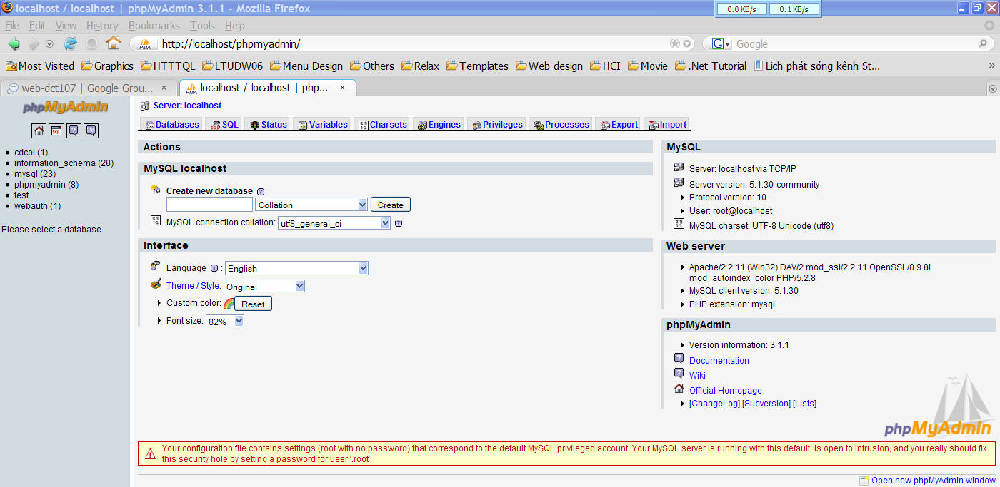 localhost / localhost | phpMyAdmin 3.1.1 - Mozilla Firefox
0.0 KB/s 0.1 KB/s
File Edit View History Bookmarks Tools Help
PMA http://localhost/phpmyadmin/
G Google
Most Visited Graphics HTTTQL LTUDW06 Menu Design Others Relax Templates Web design HCI Movie .Net Tutorial Lịch phát sóng kênh St... »
web-dct107 | Google Grou... × PMA localhost / localhost | php... ×
phpMyAdmin
SQL
cdcol (1)
information_schema (28)
mysql (23)
phpmyadmin (8)
test
webauth (1)
Please select a database
Server: localhost
Databases SQL Status Variables Charsets Engines Privileges Processes Export Import
Actions
MySQL localhost
Create new database
Collation Create
MySQL connection collation: utf8_general_ci
Interface
Language : English
Theme / Style: Original
Custom color: Reset
Font size: 82%
MySQL
Server: localhost via TCP/IP
Server version: 5.1.30-community
Protocol version: 10
User: root@localhost
MySQL charset: UTF-8 Unicode (utf8)
Web server
Apache/2.2.11 (Win32) DAV/2 mod_ssl/2.2.11 OpenSSL/0.9.8i
mod_autoindex_color PHP/5.2.8
MySQL client version: 5.1.30
PHP extension: mysql
phpMyAdmin
Version information: 3.1.1
Documentation
Wiki
Official Homepage
[ChangeLog] [Subversion] [Lists]
phpMyAdmin
Your configuration file contains settings (root with no password) that correspond to the default MySQL privileged account. Your MySQL server is running with this default, is open to intrusion, and you really should fix
this security hole by setting a password for user '.root'.
Open new phpMyAdmin window